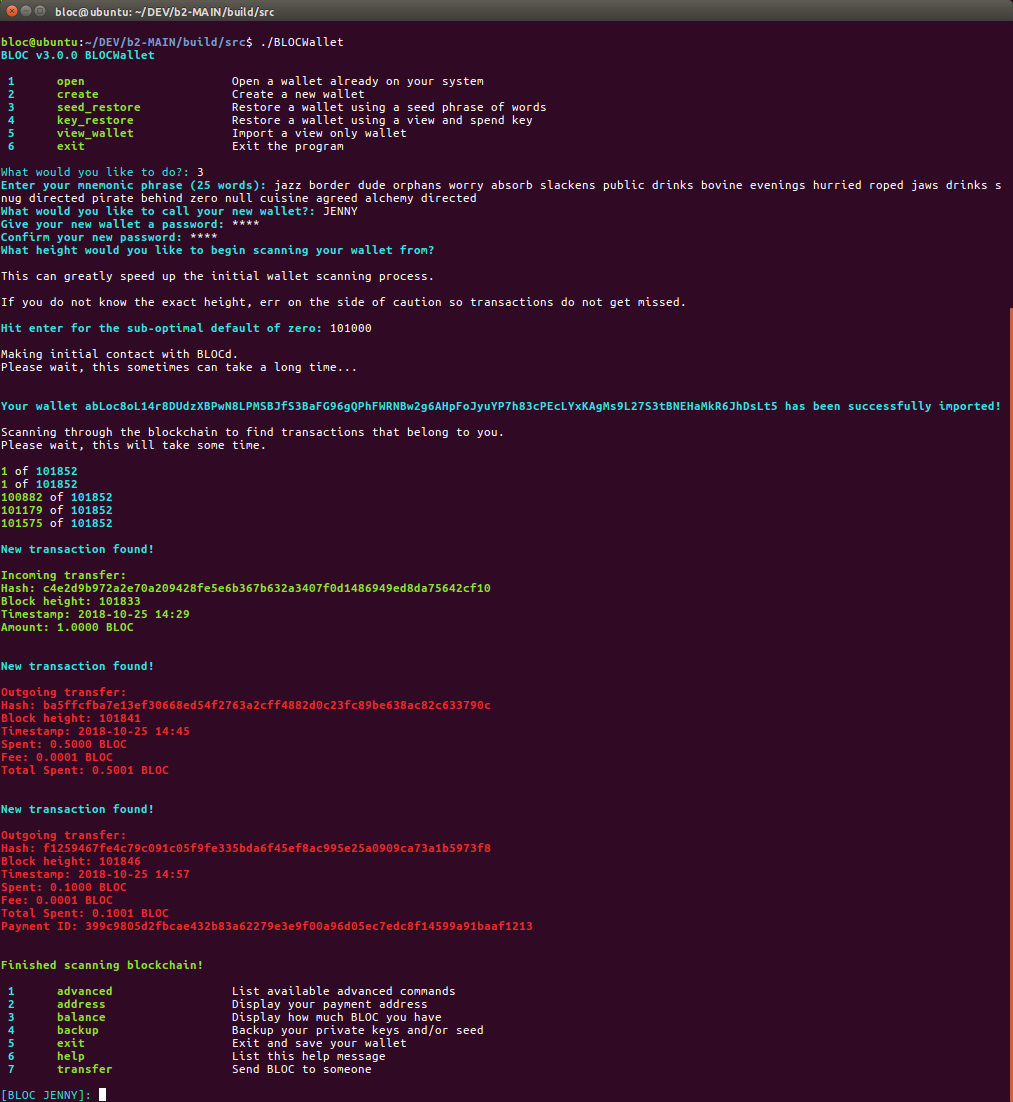 bloc@ubuntu: ~/DEV/b2-MAIN/build/src
bloc@ubuntu:~/DEV/b2-MAIN/build/src$ ./BLOCWallet
BLOC v3.0.0 BLOCWallet
1 open Open a wallet already on your system
2 create Create a new wallet
3 seed_restore Restore a wallet using a seed phrase of words
4 key_restore Restore a wallet using a view and spend key
5 view_wallet Import a view only wallet
6 exit Exit the program
What would you like to do?: 3
Enter your mnemonic phrase (25 words): jazz border dude orphans worry absorb slackens public drinks bovine evenings hurried roped jaws drinks s
nug directed pirate behind zero null cuisine agreed alchemy directed
What would you like to call your new wallet?: JENNY
Give your new wallet a password: ****
Confirm your new password: ****
What height would you like to begin scanning your wallet from?
This can greatly speed up the initial wallet scanning process.
If you do not know the exact height, err on the side of caution so transactions do not get missed.
Hit enter for the sub-optimal default of zero: 101000
Making initial contact with BLOCd.
Please wait, this sometimes can take a long time...
Your wallet abLoc8oL14r8DUdzXBPwN8LPMSBJfS3BaFG96gQPhFWRNBw2g6AHpFoJyuYP7h83cPEcLYxKAgMs9L27S3tBNEHaMkR6JhDsLt5 has been successfully imported!
Scanning through the blockchain to find transactions that belong to you.
Please wait, this will take some time.
1 of 101852
1 of 101852
100882 of 101852
101179 of 101852
101575 of 101852
New transaction found!
Incoming transfer:
Hash: c4e2d9b972a2e70a209428fe5e6b367b632a3407f0d1486949ed8da75642cf10
Block height: 101833
Timestamp: 2018-10-25 14:29
Amount: 1.0000 BLOC
New transaction found!
Outgoing transfer:
Hash: ba5ffcfba7e13ef30668ed54f2763a2cff4882d0c23fc89be638ac82c633790c
Block height: 101841
Timestamp: 2018-10-25 14:45
Spent: 0.5000 BLOC
Fee: 0.0001 BLOC
Total Spent: 0.5001 BLOC
New transaction found!
Outgoing transfer:
Hash: f1259467fe4c79c091c05f9fe335bda6f45ef8ac995e25a0909ca73a1b5973f8
Block height: 101846
Timestamp: 2018-10-25 14:57
Spent: 0.1000 BLOC
Fee: 0.0001 BLOC
Total Spent: 0.1001 BLOC
Payment ID: 399c9805d2fbcae432b83a62279e3e9f00a96d05ec7edc8f14599a91baaf1213
Finished scanning blockchain!
1 advanced List available advanced commands
2 address Display your payment address
3 balance Display how much BLOC you have
4 backup Backup your private keys and/or seed
5 exit Exit and save your wallet
6 help List this help message
7 transfer Send BLOC to someone
[BLOC JENNY]: